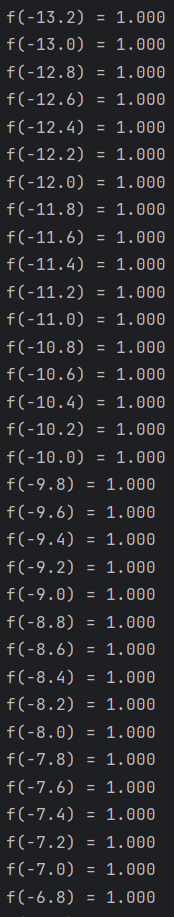 f(-13.2) = 1.000
f(-13.0) = 1.000
f(-12.8) = 1.000
f(-12.6) = 1.000
f(-12.4) = 1.000
f(-12.2) = 1.000
f(-12.0) = 1.000
f(-11.8) = 1.000
f(-11.6) = 1.000
f(-11.4) = 1.000
f(-11.2) = 1.000
f(-11.0) = 1.000
f(-10.8) = 1.000
f(-10.6) = 1.000
f(-10.4) = 1.000
f(-10.2) = 1.000
f(-10.0) = 1.000
f(-9.8) = 1.000
f(-9.6) = 1.000
f(-9.4) = 1.000
f(-9.2) = 1.000
f(-9.0) = 1.000
f(-8.8) = 1.000
f(-8.6) = 1.000
f(-8.4) = 1.000
f(-8.2) = 1.000
f(-8.0) = 1.000
f(-7.8) = 1.000
f(-7.6) = 1.000
f(-7.4) = 1.000
f(-7.2) = 1.000
f(-7.0) = 1.000
f(-6.8) = 1.000